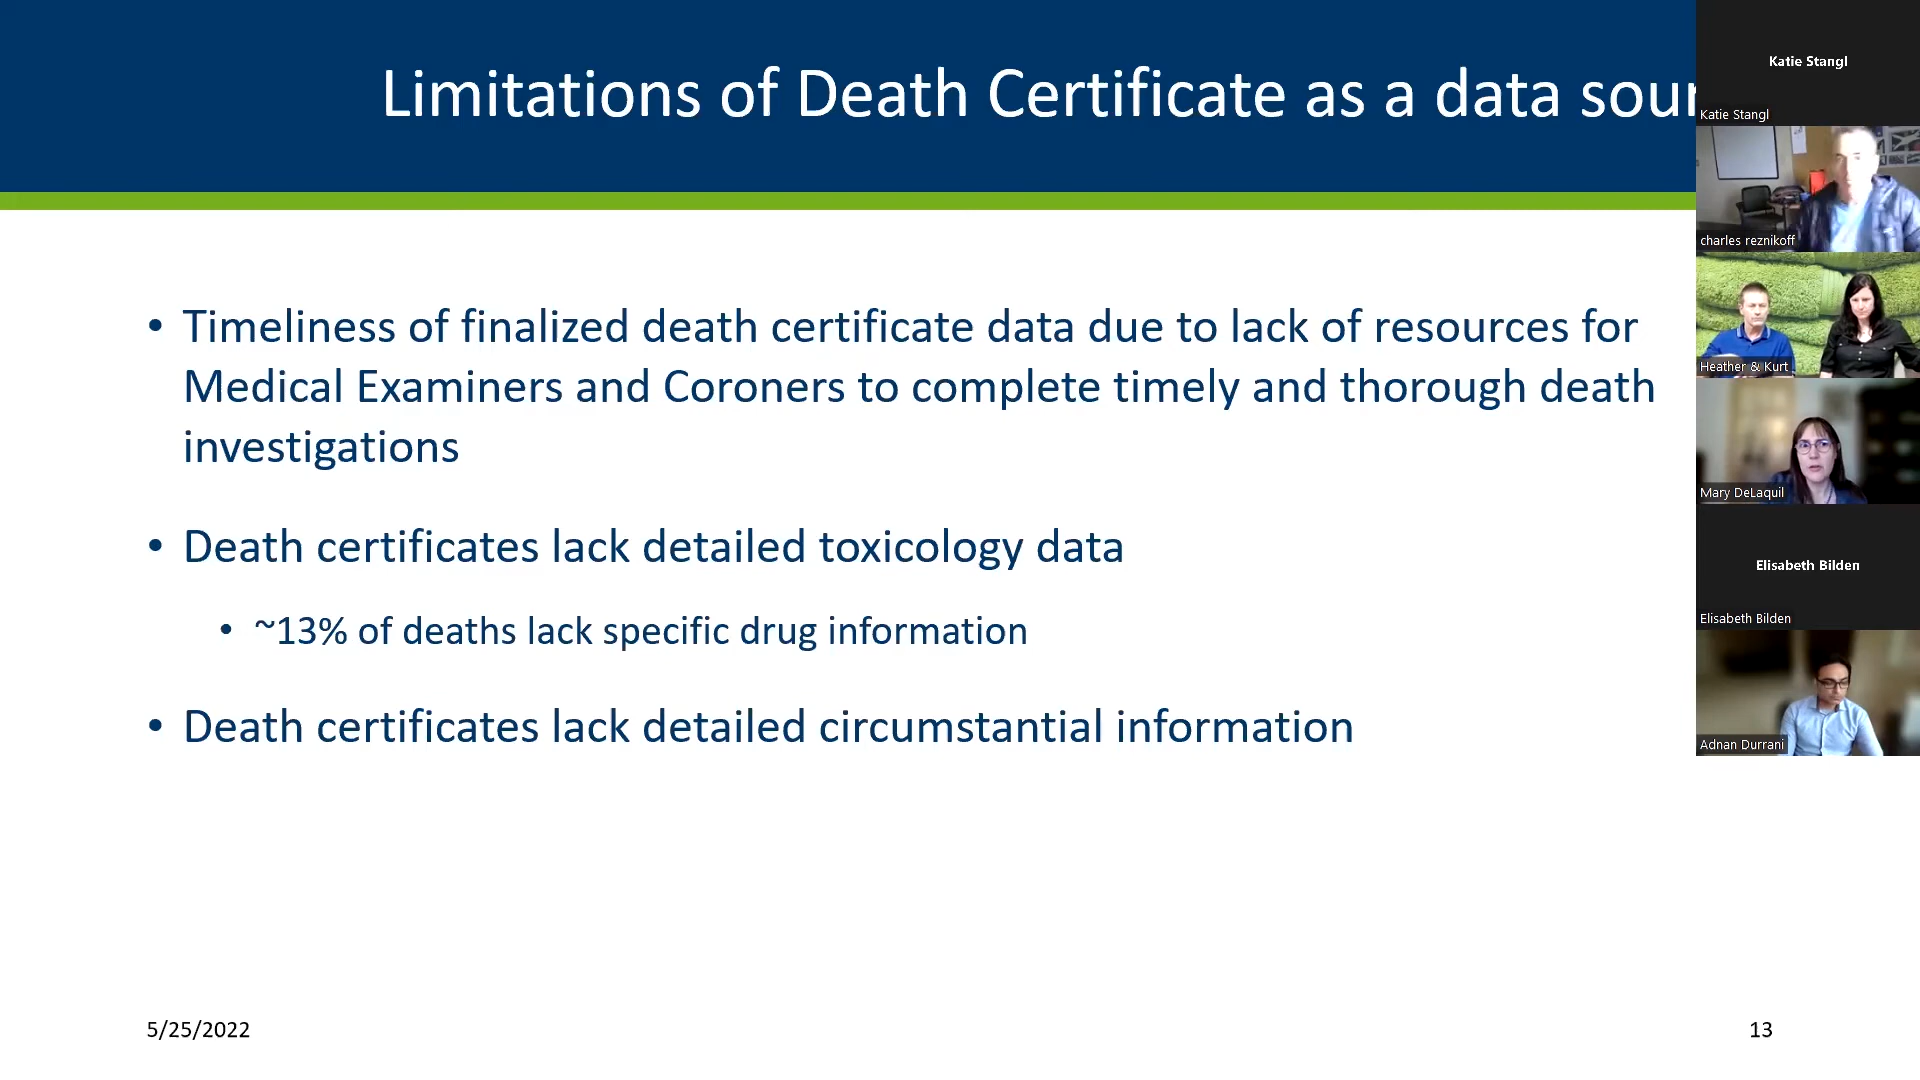 Limitations of Death Certificate as a data sour
• Timeliness of finalized death certificate data due to lack of resources for
Medical Examiners and Coroners to complete timely and thorough death
investigations
• Death certificates lack detailed toxicology data
• ~13% of deaths lack specific drug information
• Death certificates lack detailed circumstantial information
5/25/2022
13
Katie Stangl
Katie Stangl
charles reznikoff
Heather & Kurt
Mary DeLaquil
Elisabeth Bilden
Elisabeth Bilden
Adnan Durrani